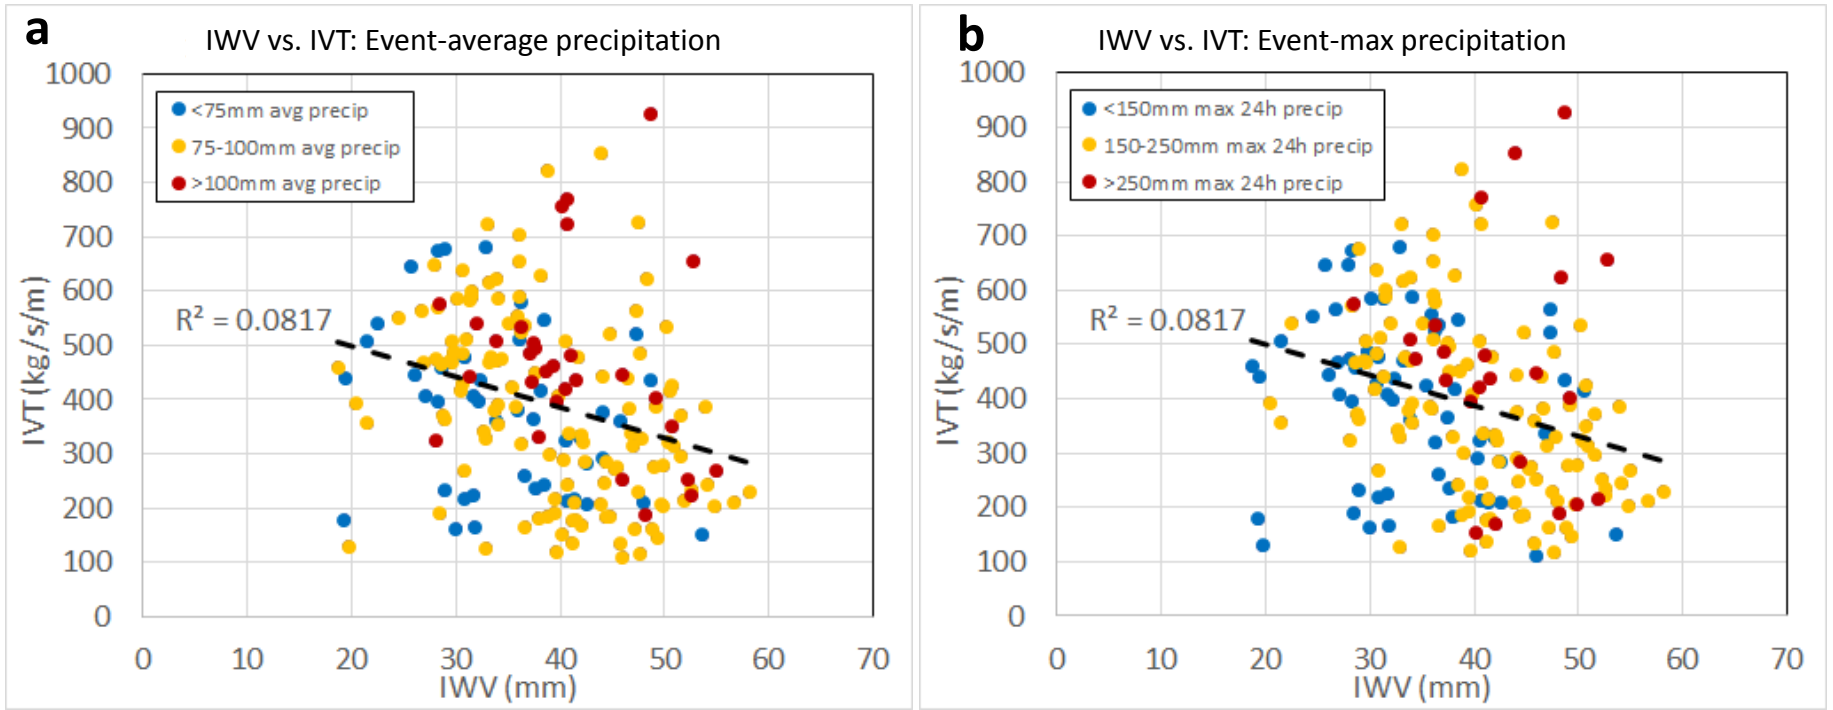 a
IWV vs. IVT: Event-average precipitation
1000
900
800
700
600
500
400
300
200
100
0
<75mm avg precip
75-100mm avg precip
>100mm avg precip
R² = 0.0817
IVT (kg/s/m)
0 10 20 30 40 50 60 70
IWV (mm)
b
IWV vs. IVT: Event-max precipitation
1000
900
800
700
600
500
400
300
200
100
0
<150mm max 24h precip
150-250mm max 24h precip
>250mm max 24h precip
R² = 0.0817
IVT (kg/s/m)
0 10 20 30 40 50 60 70
IWV (mm)